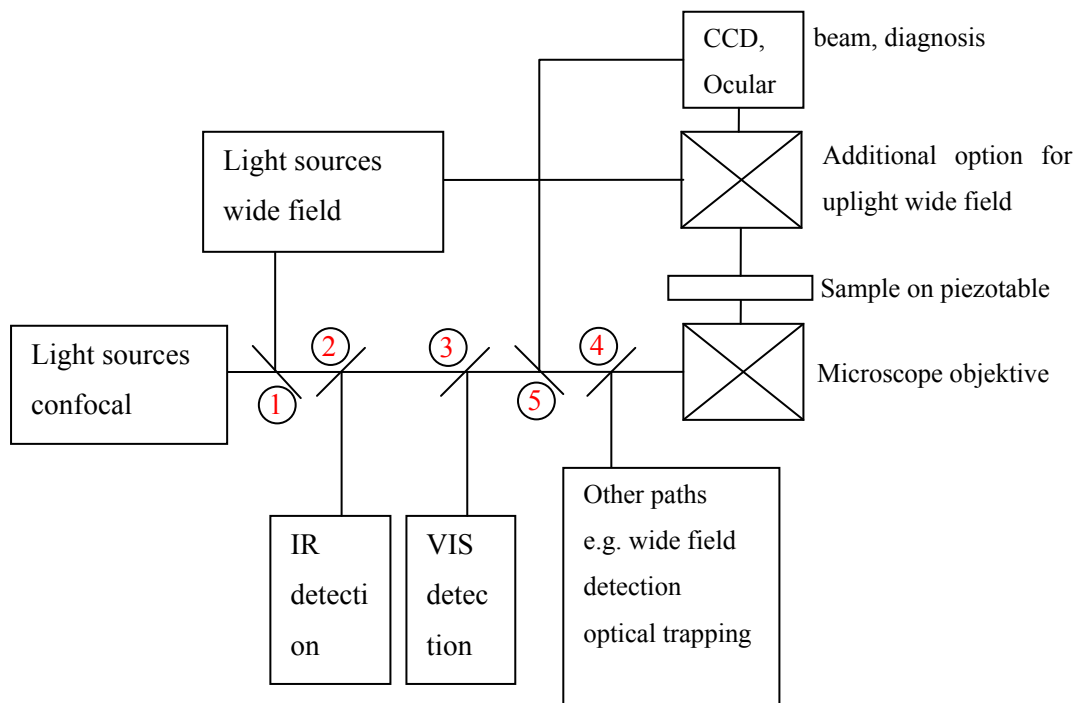 CCD,
Ocular
beam, diagnosis
Light sources
wide field
Additional option for
uplight wide field
Sample on piezotable
Light sources
confocal
2
3
4
1
5
Microscope objektive
IR
detecti
on
VIS
detec
tion
Other paths
e.g. wide field
detection
optical trapping